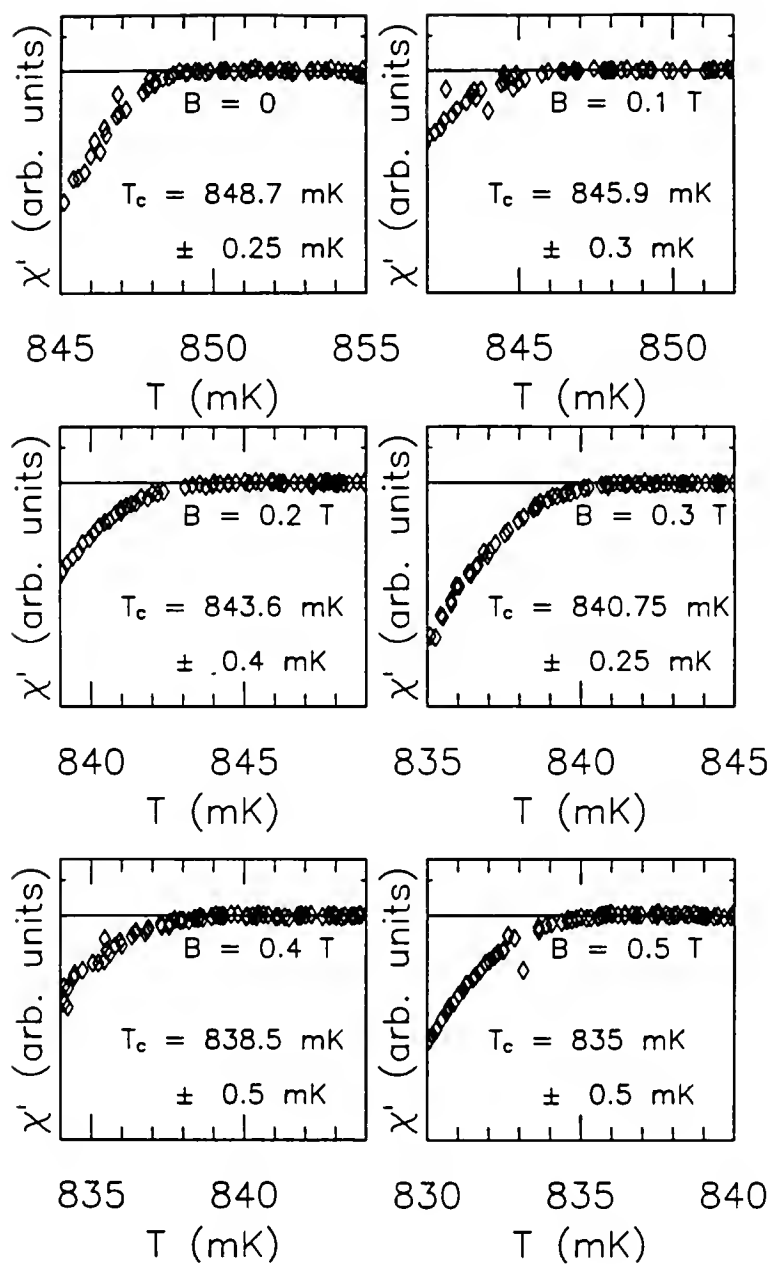 χ' (arb. units)
B = 0
T_c = 848.7 mK
± 0.25 mK
845 850 855
T (mK)
χ' (arb. units)
B = 0.1 T
T_c = 845.9 mK
± 0.3 mK
845 850
T (mK)
χ' (arb. units)
B = 0.2 T
T_c = 843.6 mK
± 0.4 mK
840 845
T (mK)
χ' (arb. units)
B = 0.3 T
T_c = 840.75 mK
± 0.25 mK
835 840 845
T (mK)
χ' (arb. units)
B = 0.4 T
T_c = 838.5 mK
± 0.5 mK
835 840
T (mK)
χ' (arb. units)
B = 0.5 T
T_c = 835 mK
± 0.5 mK
830 835 840
T (mK)